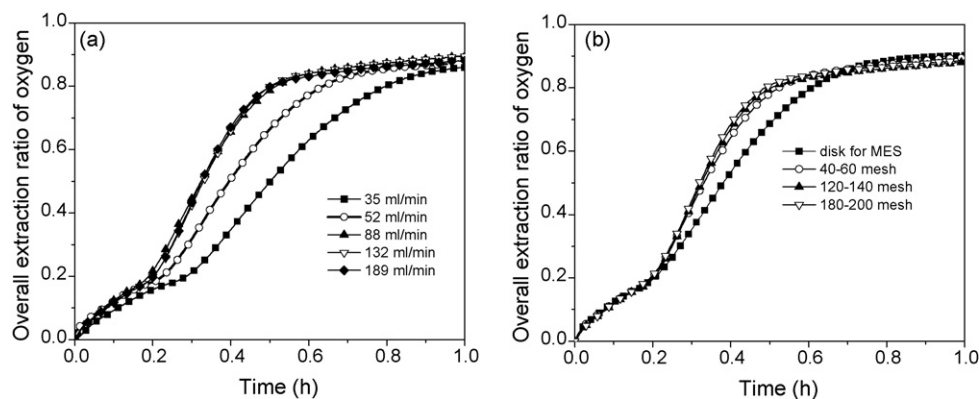 (a)
Overall extraction ratio of oxygen
1.0
0.8
0.6
0.4
0.2
0.0
35 ml/min
52 ml/min
88 ml/min
132 ml/min
189 ml/min
0.0 0.2 0.4 0.6 0.8 1.0
Time (h)
(b)
Overall extraction ratio of oxygen
1.0
0.8
0.6
0.4
0.2
0.0
disk for MES
40-60 mesh
120-140 mesh
180-200 mesh
0.0 0.2 0.4 0.6 0.8 1.0
Time (h)